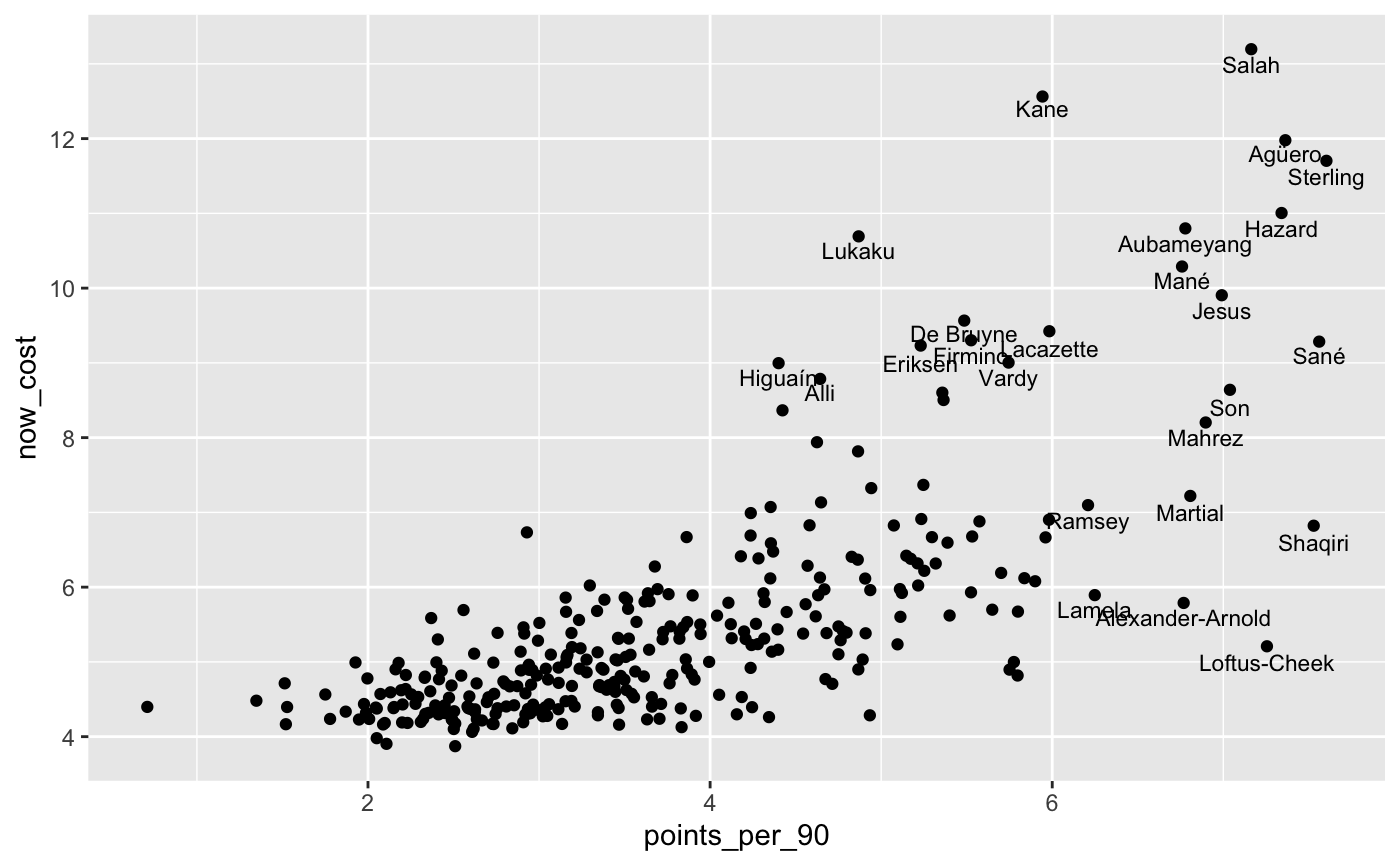 Salah
Kane
Agüero
Sterling
Hazard
Aubameyang
Lukaku
Mané
Jesus
De Bruyne
Lacazette
Firmino
Sané
Eriksen
Higuaín
Vardy
Alli
Son
Mahrez
Martial
Ramsey
Shaqiri
Lamela
Alexander-Arnold
Loftus-Cheek
12
10
8
6
4
now_cost
2
4
6
points_per_90